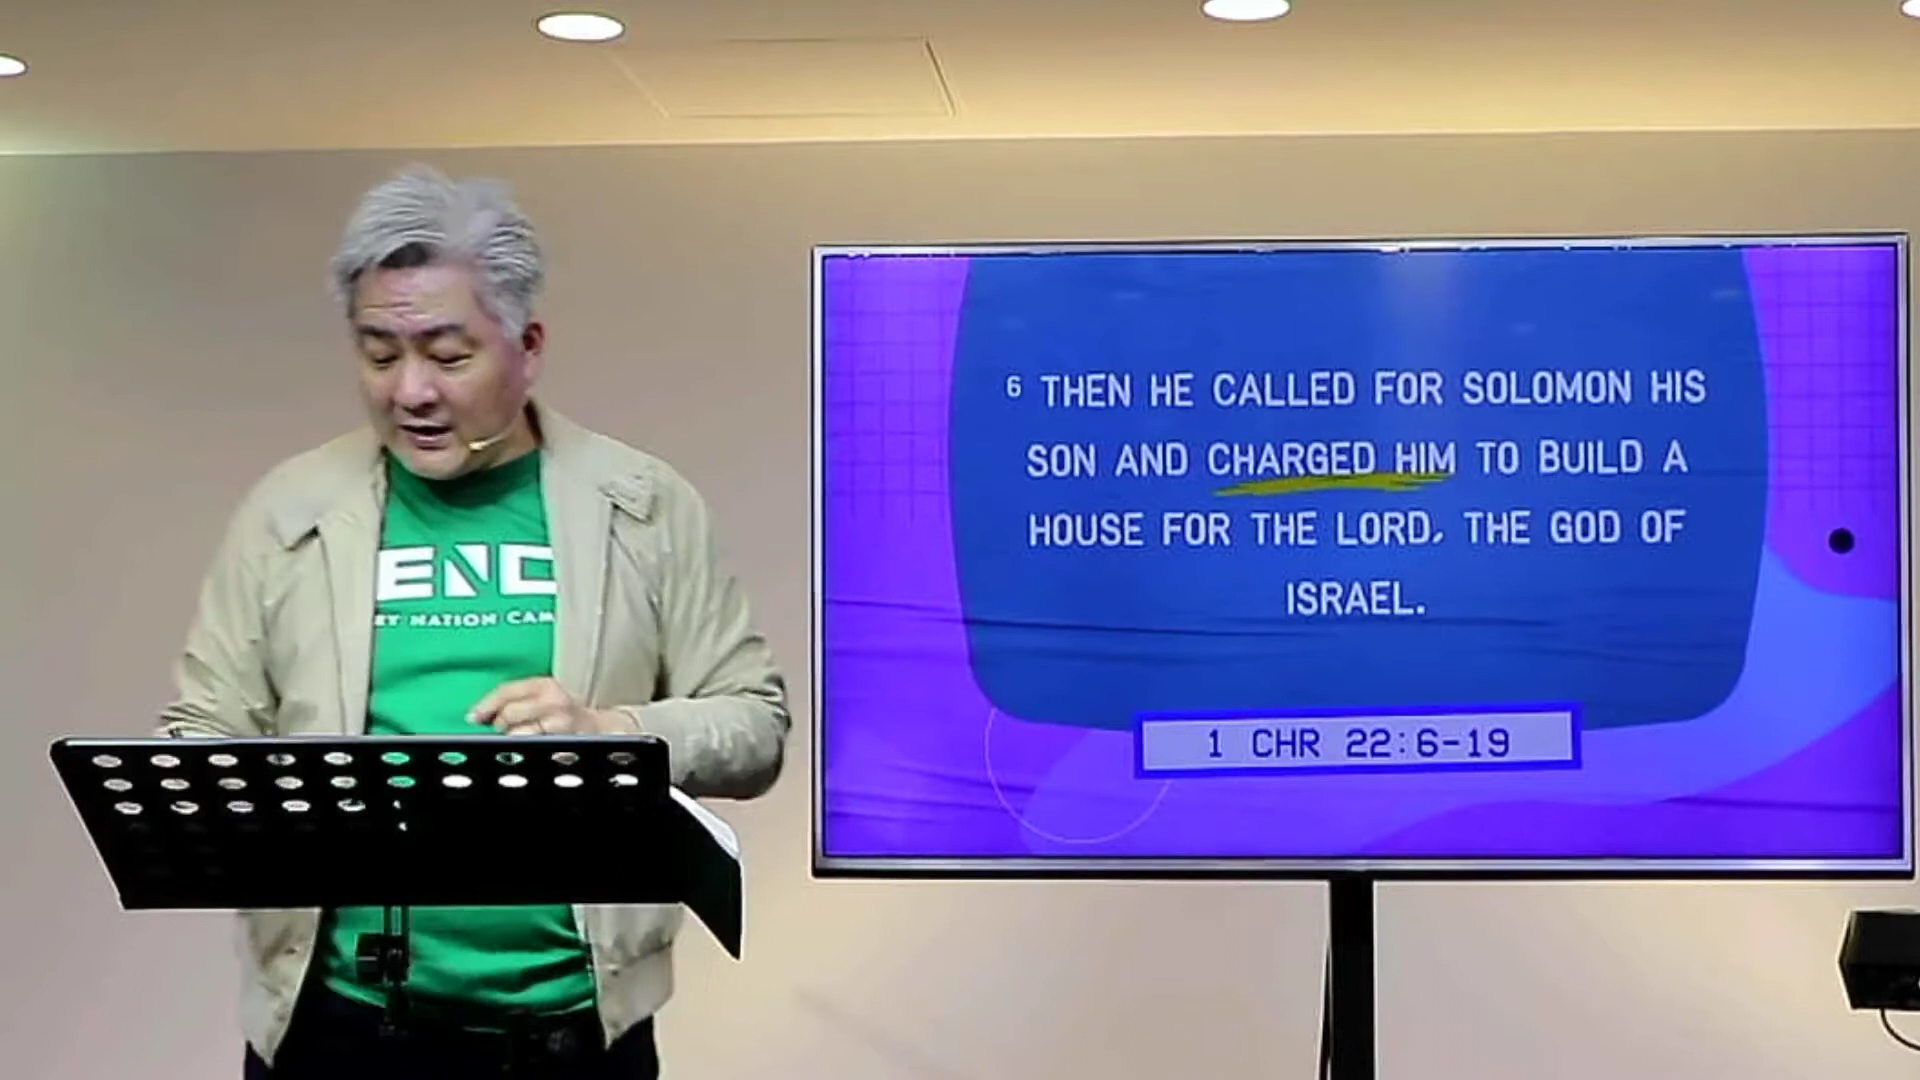 ⁶ THEN HE CALLED FOR SOLOMON HIS
SON AND CHARGED HIM TO BUILD A
HOUSE FOR THE LORD, THE GOD OF
ISRAEL.
1 CHR 22:6-19
NATION